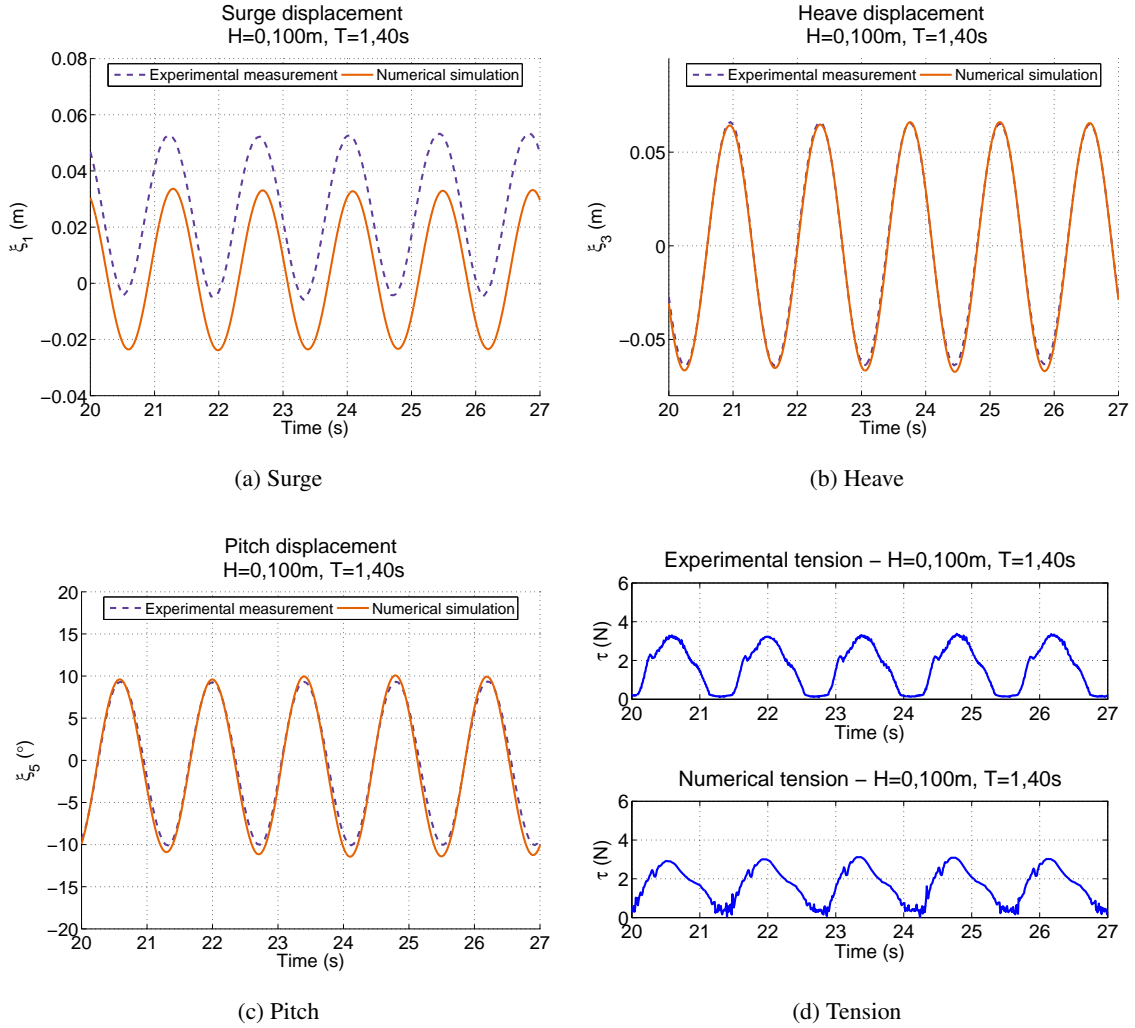 Surge displacement
H=0,100m, T=1,40s
Experimental measurement Numerical simulation
0.08
0.06
0.04
0.02
0
−0.02
−0.04
ξ1 (m)
20 21 22 23 24 25 26 27
Time (s)
(a) Surge
Heave displacement
H=0,100m, T=1,40s
Experimental measurement Numerical simulation
0.05
0
−0.05
ξ3 (m)
20 21 22 23 24 25 26 27
Time (s)
(b) Heave
Pitch displacement
H=0,100m, T=1,40s
Experimental measurement Numerical simulation
20
15
10
5
0
−5
−10
−15
−20
ξ5 (°)
20 21 22 23 24 25 26 27
Time (s)
(c) Pitch
Experimental tension − H=0,100m, T=1,40s
6
4
2
0
τ (N)
20 21 22 23 24 25 26 27
Time (s)
Numerical tension − H=0,100m, T=1,40s
6
4
2
0
τ (N)
20 21 22 23 24 25 26 27
Time (s)
(d) Tension